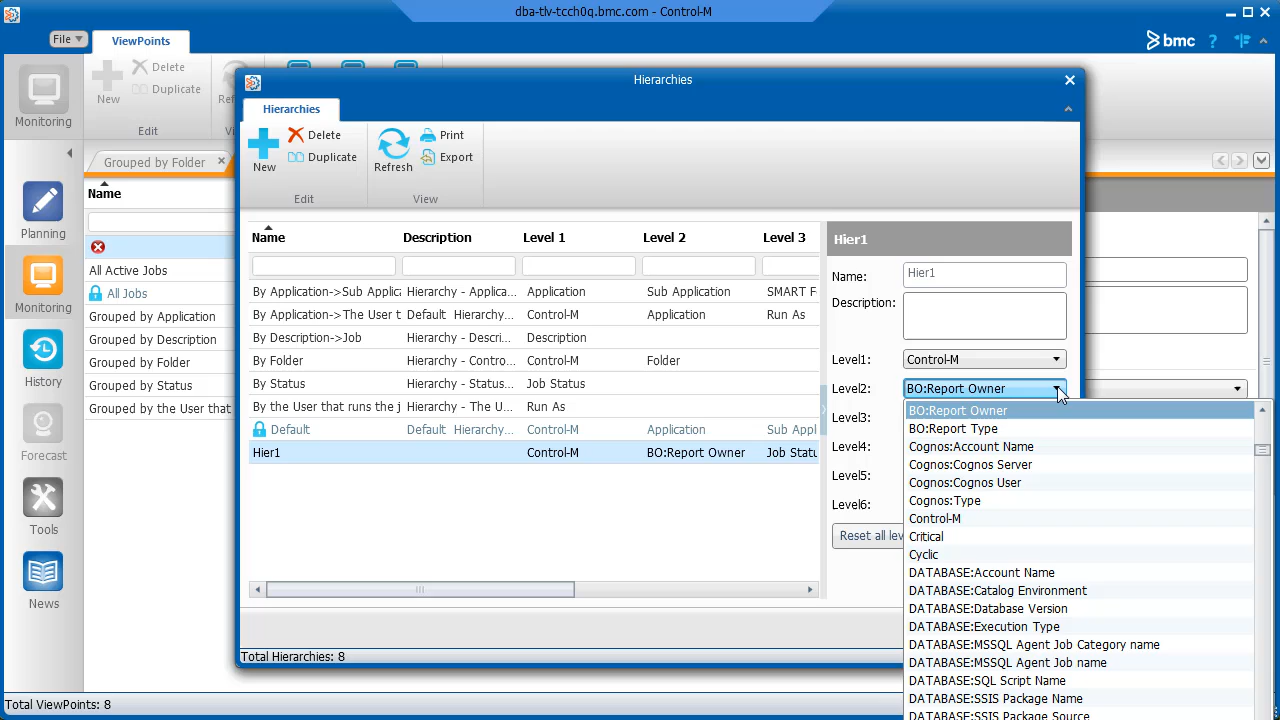 dba-tlv-tcch0q.bmc.com - Control-M
File
ViewPoints
bmc
?
Monitoring
New
Delete
Duplicate
Edit
Hierarchies
Hierarchies
New
Delete
Duplicate
Edit
Refresh
Print
Export
View
Grouped by Folder
Name
All Active Jobs
All Jobs
Grouped by Application
Grouped by Description
Grouped by Folder
Grouped by Status
Grouped by the User that
Planning
Monitoring
History
Forecast
Tools
News
Name Description Level 1 Level 2 Level 3
By Application->Sub Applica Hierarchy - Applica... Application Sub Application SMART F
By Application->The User t Default Hierarchy... Control-M Application Run As
By Description->Job Hierarchy - Descri... Description
By Folder Hierarchy - Contro... Control-M Folder
By Status Hierarchy - Status... Job Status
By the User that runs the j Hierarchy - The U... Run As
Default Default Hierarchy... Control-M Application Sub Appl
Hier1 Control-M BO:Report Owner Job Statu
Total Hierarchies: 8
Hier1
Name: Hier1
Description:
Level1: Control-M
Level2: BO:Report Owner
Level3:
Level4:
Level5:
Level6:
Reset all lev
BO:Report Owner
BO:Report Type
Cognos:Account Name
Cognos:Cognos Server
Cognos:Cognos User
Cognos:Type
Control-M
Critical
Cyclic
DATABASE:Account Name
DATABASE:Catalog Environment
DATABASE:Database Version
DATABASE:Execution Type
DATABASE:MSSQL Agent Job Category name
DATABASE:MSSQL Agent Job name
DATABASE:SQL Script Name
DATABASE:SSIS Package Name
DATABASE:SSIS Package Source
Total ViewPoints: 8